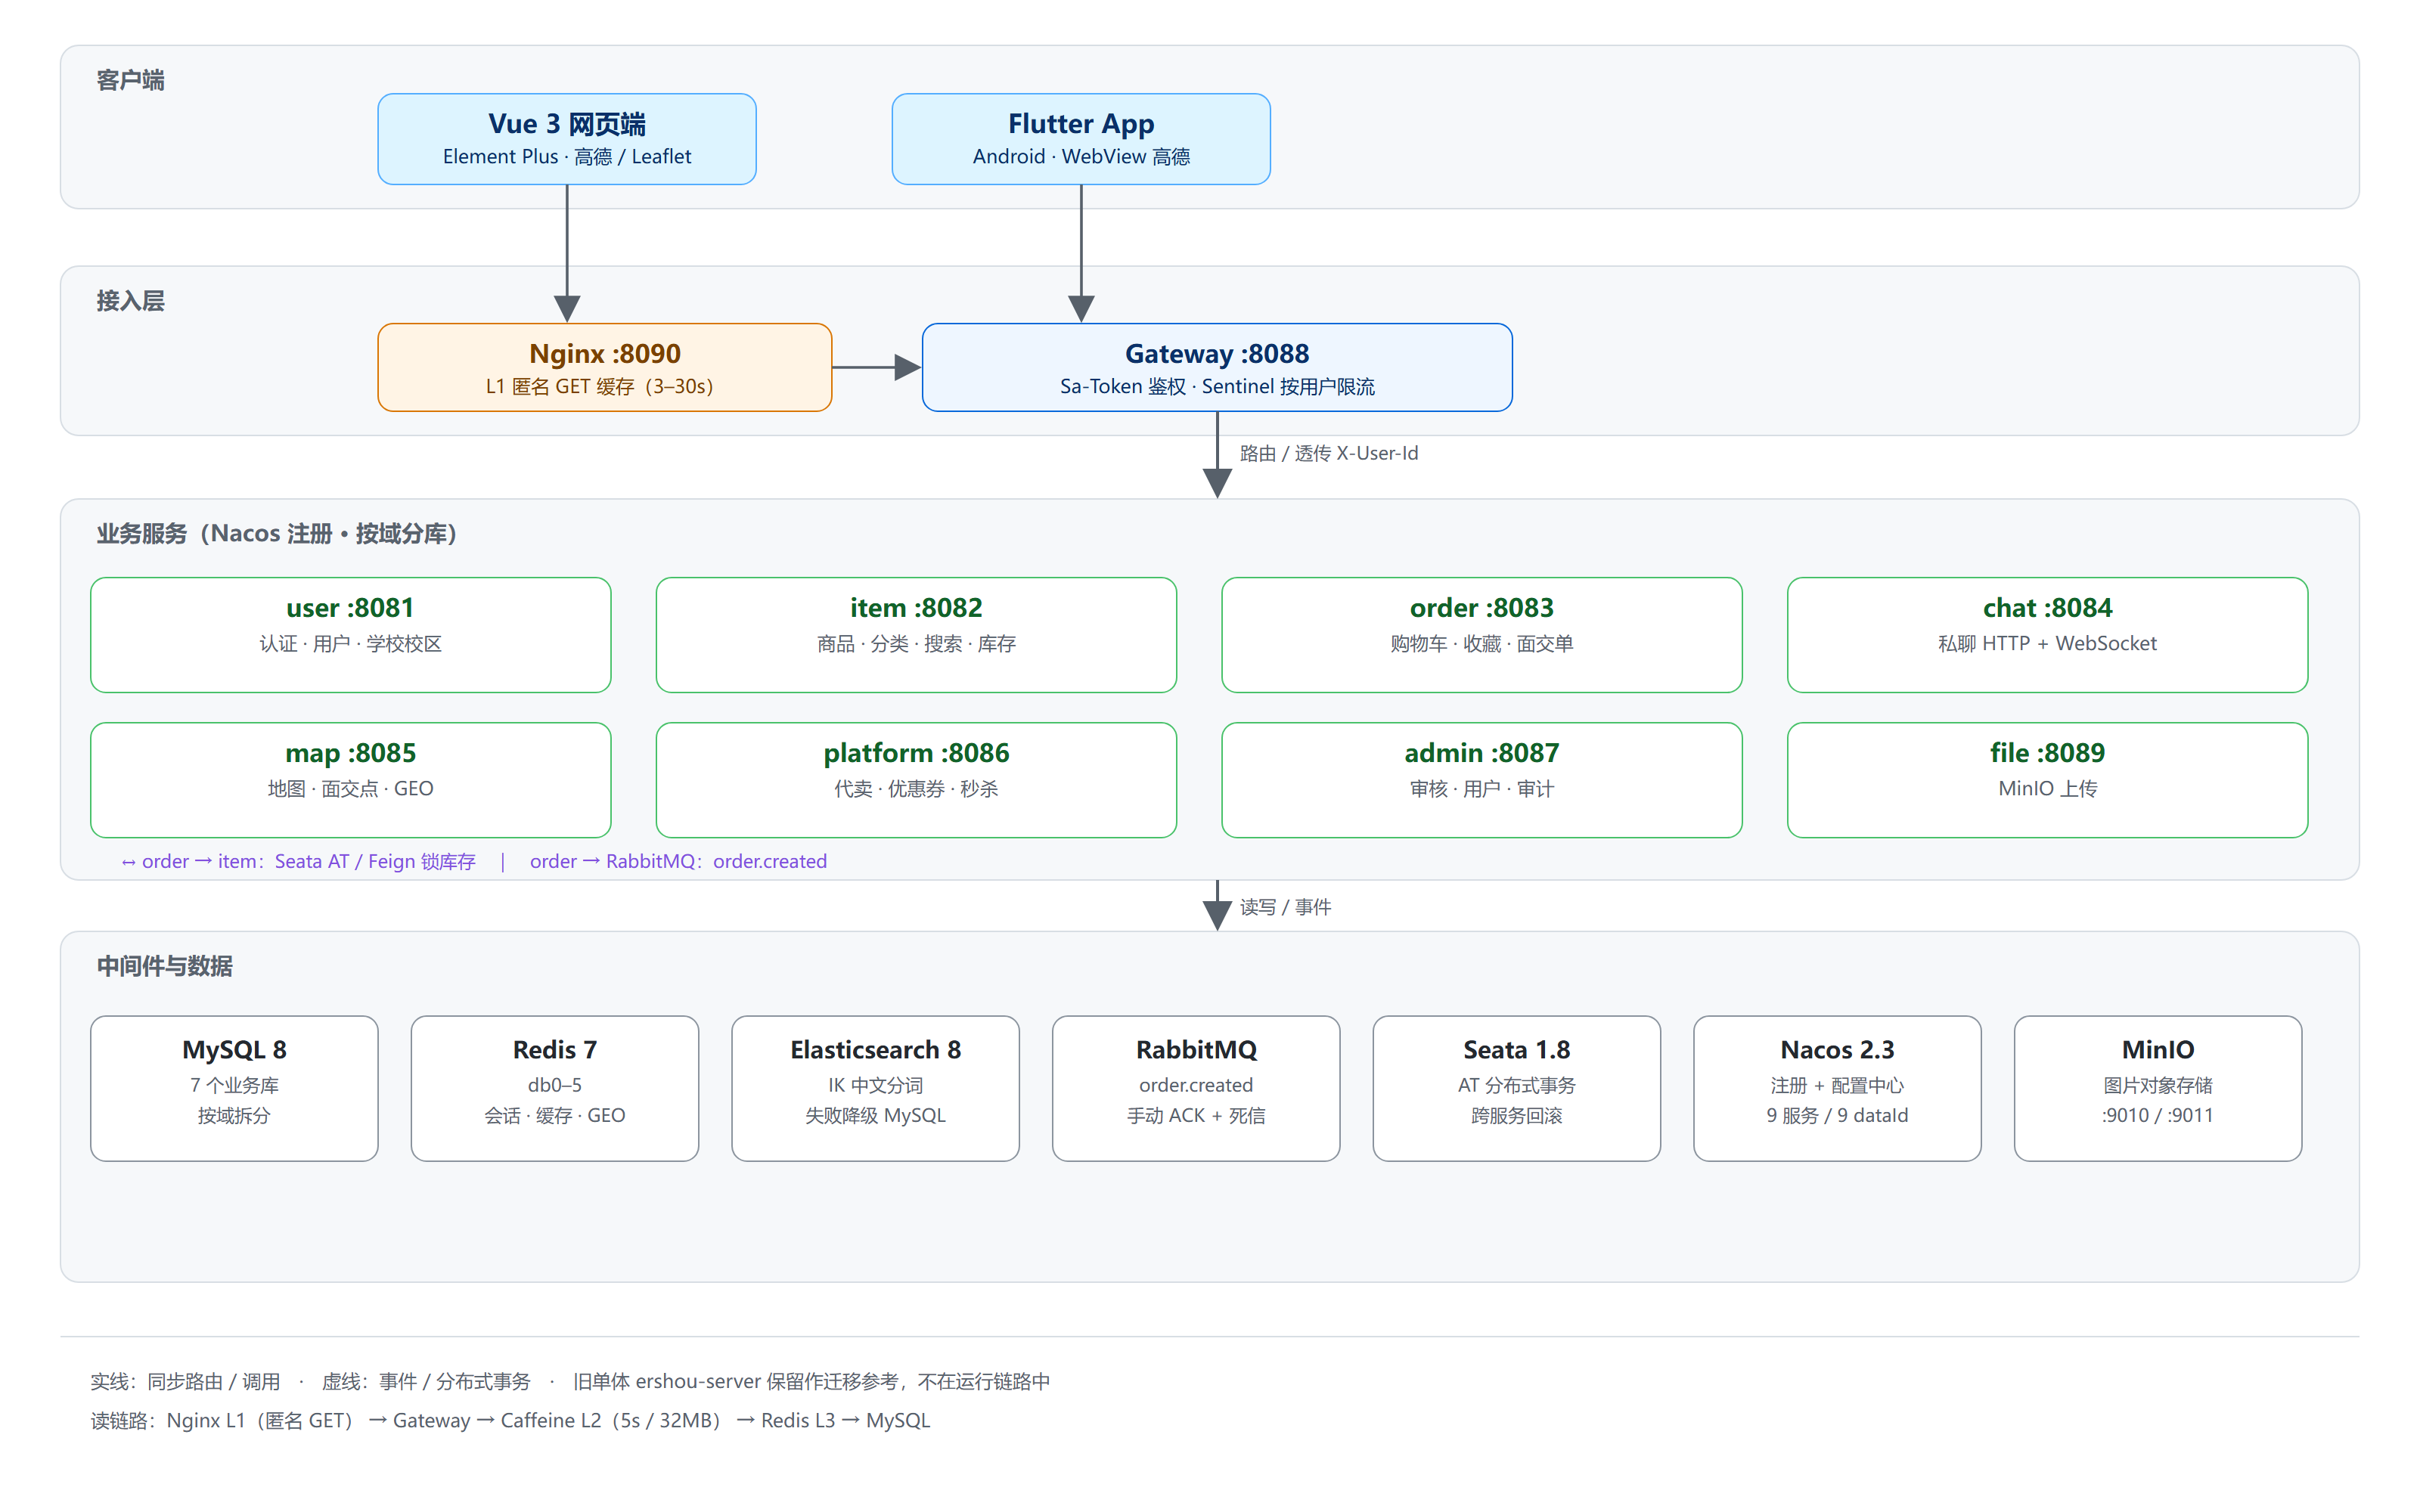 客户端
Vue 3 网页端
Element Plus · 高德 / Leaflet
Flutter App
Android · WebView 高德
接入层
Nginx :8090
L1 匿名 GET 缓存（3–30s）
Gateway :8088
Sa-Token 鉴权 · Sentinel 按用户限流
路由 / 透传 X-User-Id
业务服务（Nacos 注册 • 按域分库）
user :8081
认证 · 用户 · 学校校区
item :8082
商品 · 分类 · 搜索 · 库存
order :8083
购物车 · 收藏 · 面交单
chat :8084
私聊 HTTP + WebSocket
map :8085
地图 · 面交点 · GEO
platform :8086
代卖 · 优惠券 · 秒杀
admin :8087
审核 · 用户 · 审计
file :8089
MinIO 上传
↔ order → item：Seata AT / Feign 锁库存 | order → RabbitMQ：order.created
读写 / 事件
中间件与数据
MySQL 8
7 个业务库
按域拆分
Redis 7
db0–5
会话 · 缓存 · GEO
Elasticsearch 8
IK 中文分词
失败降级 MySQL
RabbitMQ
order.created
手动 ACK + 死信
Seata 1.8
AT 分布式事务
跨服务回滚
Nacos 2.3
注册 + 配置中心
9 服务 / 9 dataId
MinIO
图片对象存储
:9010 / :9011
实线：同步路由 / 调用 · 虚线：事件 / 分布式事务 · 旧单体 ershou-server 保留作迁移参考，不在运行链路中
读链路：Nginx L1（匿名 GET） → Gateway → Caffeine L2（5s / 32MB） → Redis L3 → MySQL